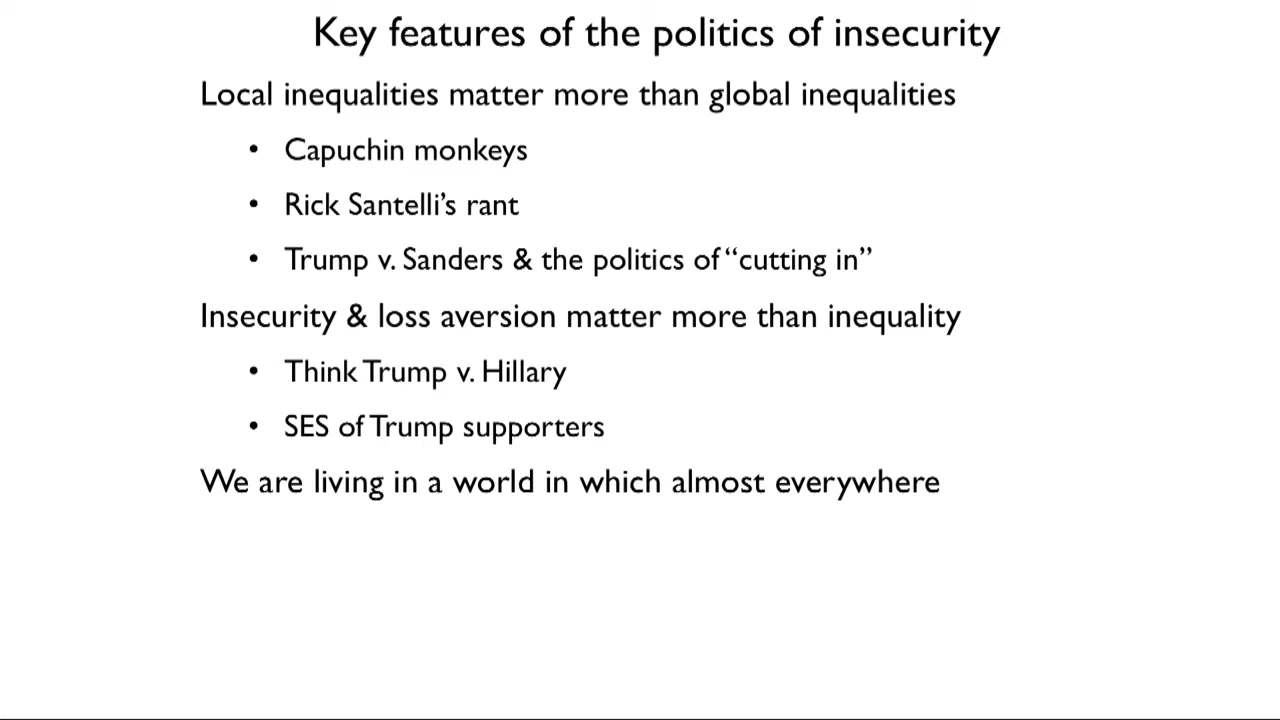 Key features of the politics of insecurity
Local inequalities matter more than global inequalities
• Capuchin monkeys
• Rick Santelli’s rant
• Trump v. Sanders & the politics of “cutting in”
Insecurity & loss aversion matter more than inequality
• Think Trump v. Hillary
• SES of Trump supporters
We are living in a world in which almost everywhere